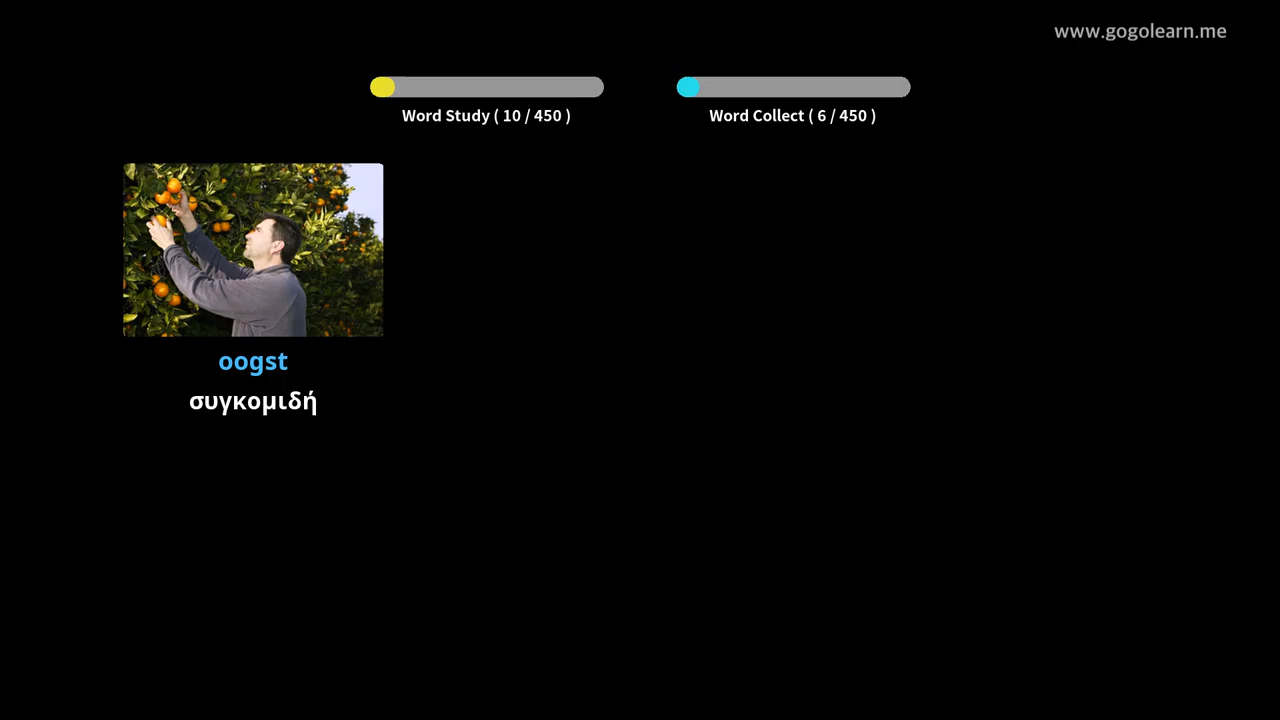 www.gogolearn.me
Word Study ( 10 / 450 )
Word Collect ( 6 / 450 )
oogst
συγκομιδή